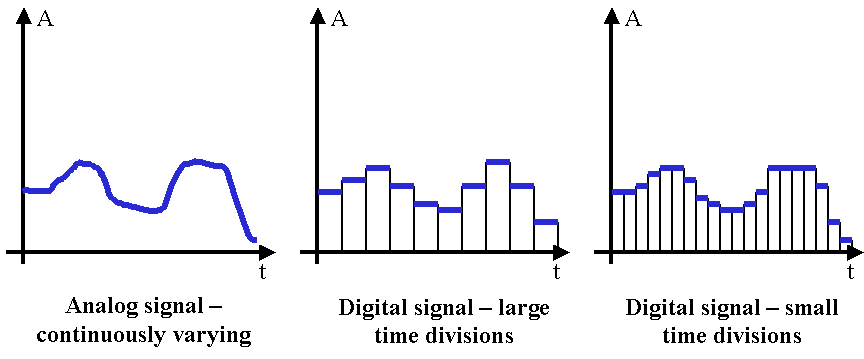 A
A
A
t
t
t
Analog signal –
continuously varying
Digital signal – large
time divisions
Digital signal – small
time divisions